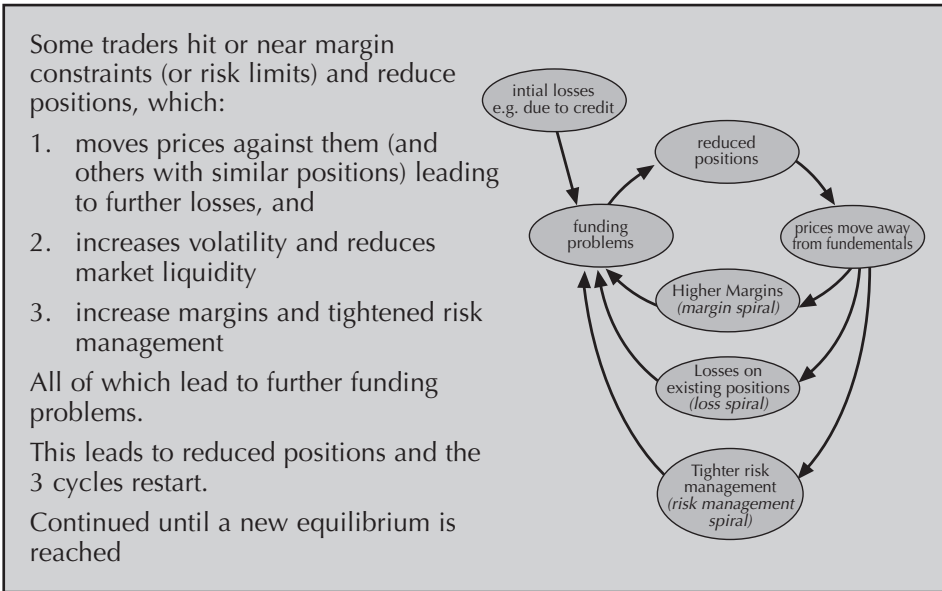 Some traders hit or near margin
constraints (or risk limits) and reduce
positions, which:
1. moves prices against them (and
others with similar positions) leading
to further losses, and
2. increases volatility and reduces
market liquidity
3. increase margins and tightened risk
management
All of which lead to further funding
problems.
This leads to reduced positions and the
3 cycles restart.
Continued until a new equilibrium is
reached
intial losses
e.g. due to credit
reduced
positions
funding
problems
prices move away
from fundementals
Higher Margins
(margin spiral)
Losses on
existing positions
(loss spiral)
Tighter risk
management
(risk management
spiral)